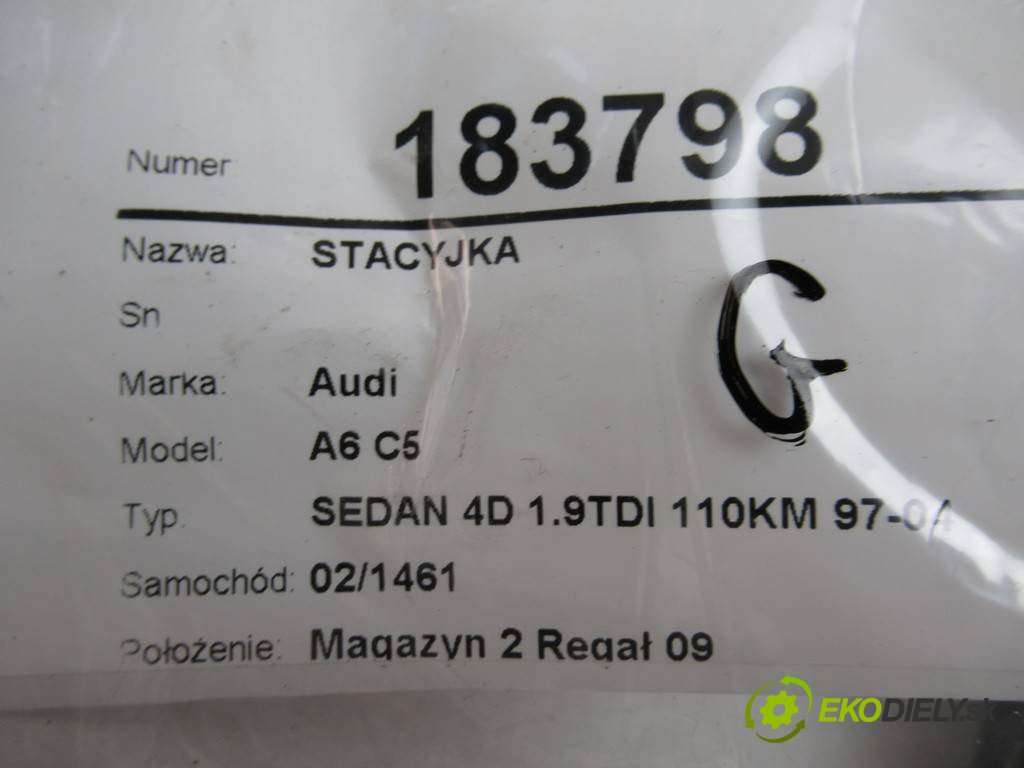 Numer 183798
Nazwa: STACYJKA
Sn
Marka: Audi
Model: A6 C5
Typ. SEDAN 4D 1.9TDI 110KM 97-04
Samochód: 02/1461
Położenie: Magazyn 2 Regał 09
G
EKODIELY.sk